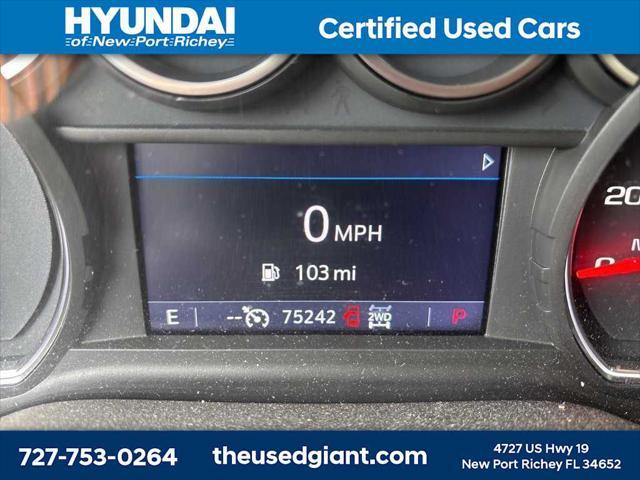 HYUNDAI
of New Port Richey
Certified Used Cars
0 MPH
103 mi
E -- 75242 2WD P
20
0
727-753-0264
theusedgiant.com
4727 US Hwy 19
New Port Richey FL 34652